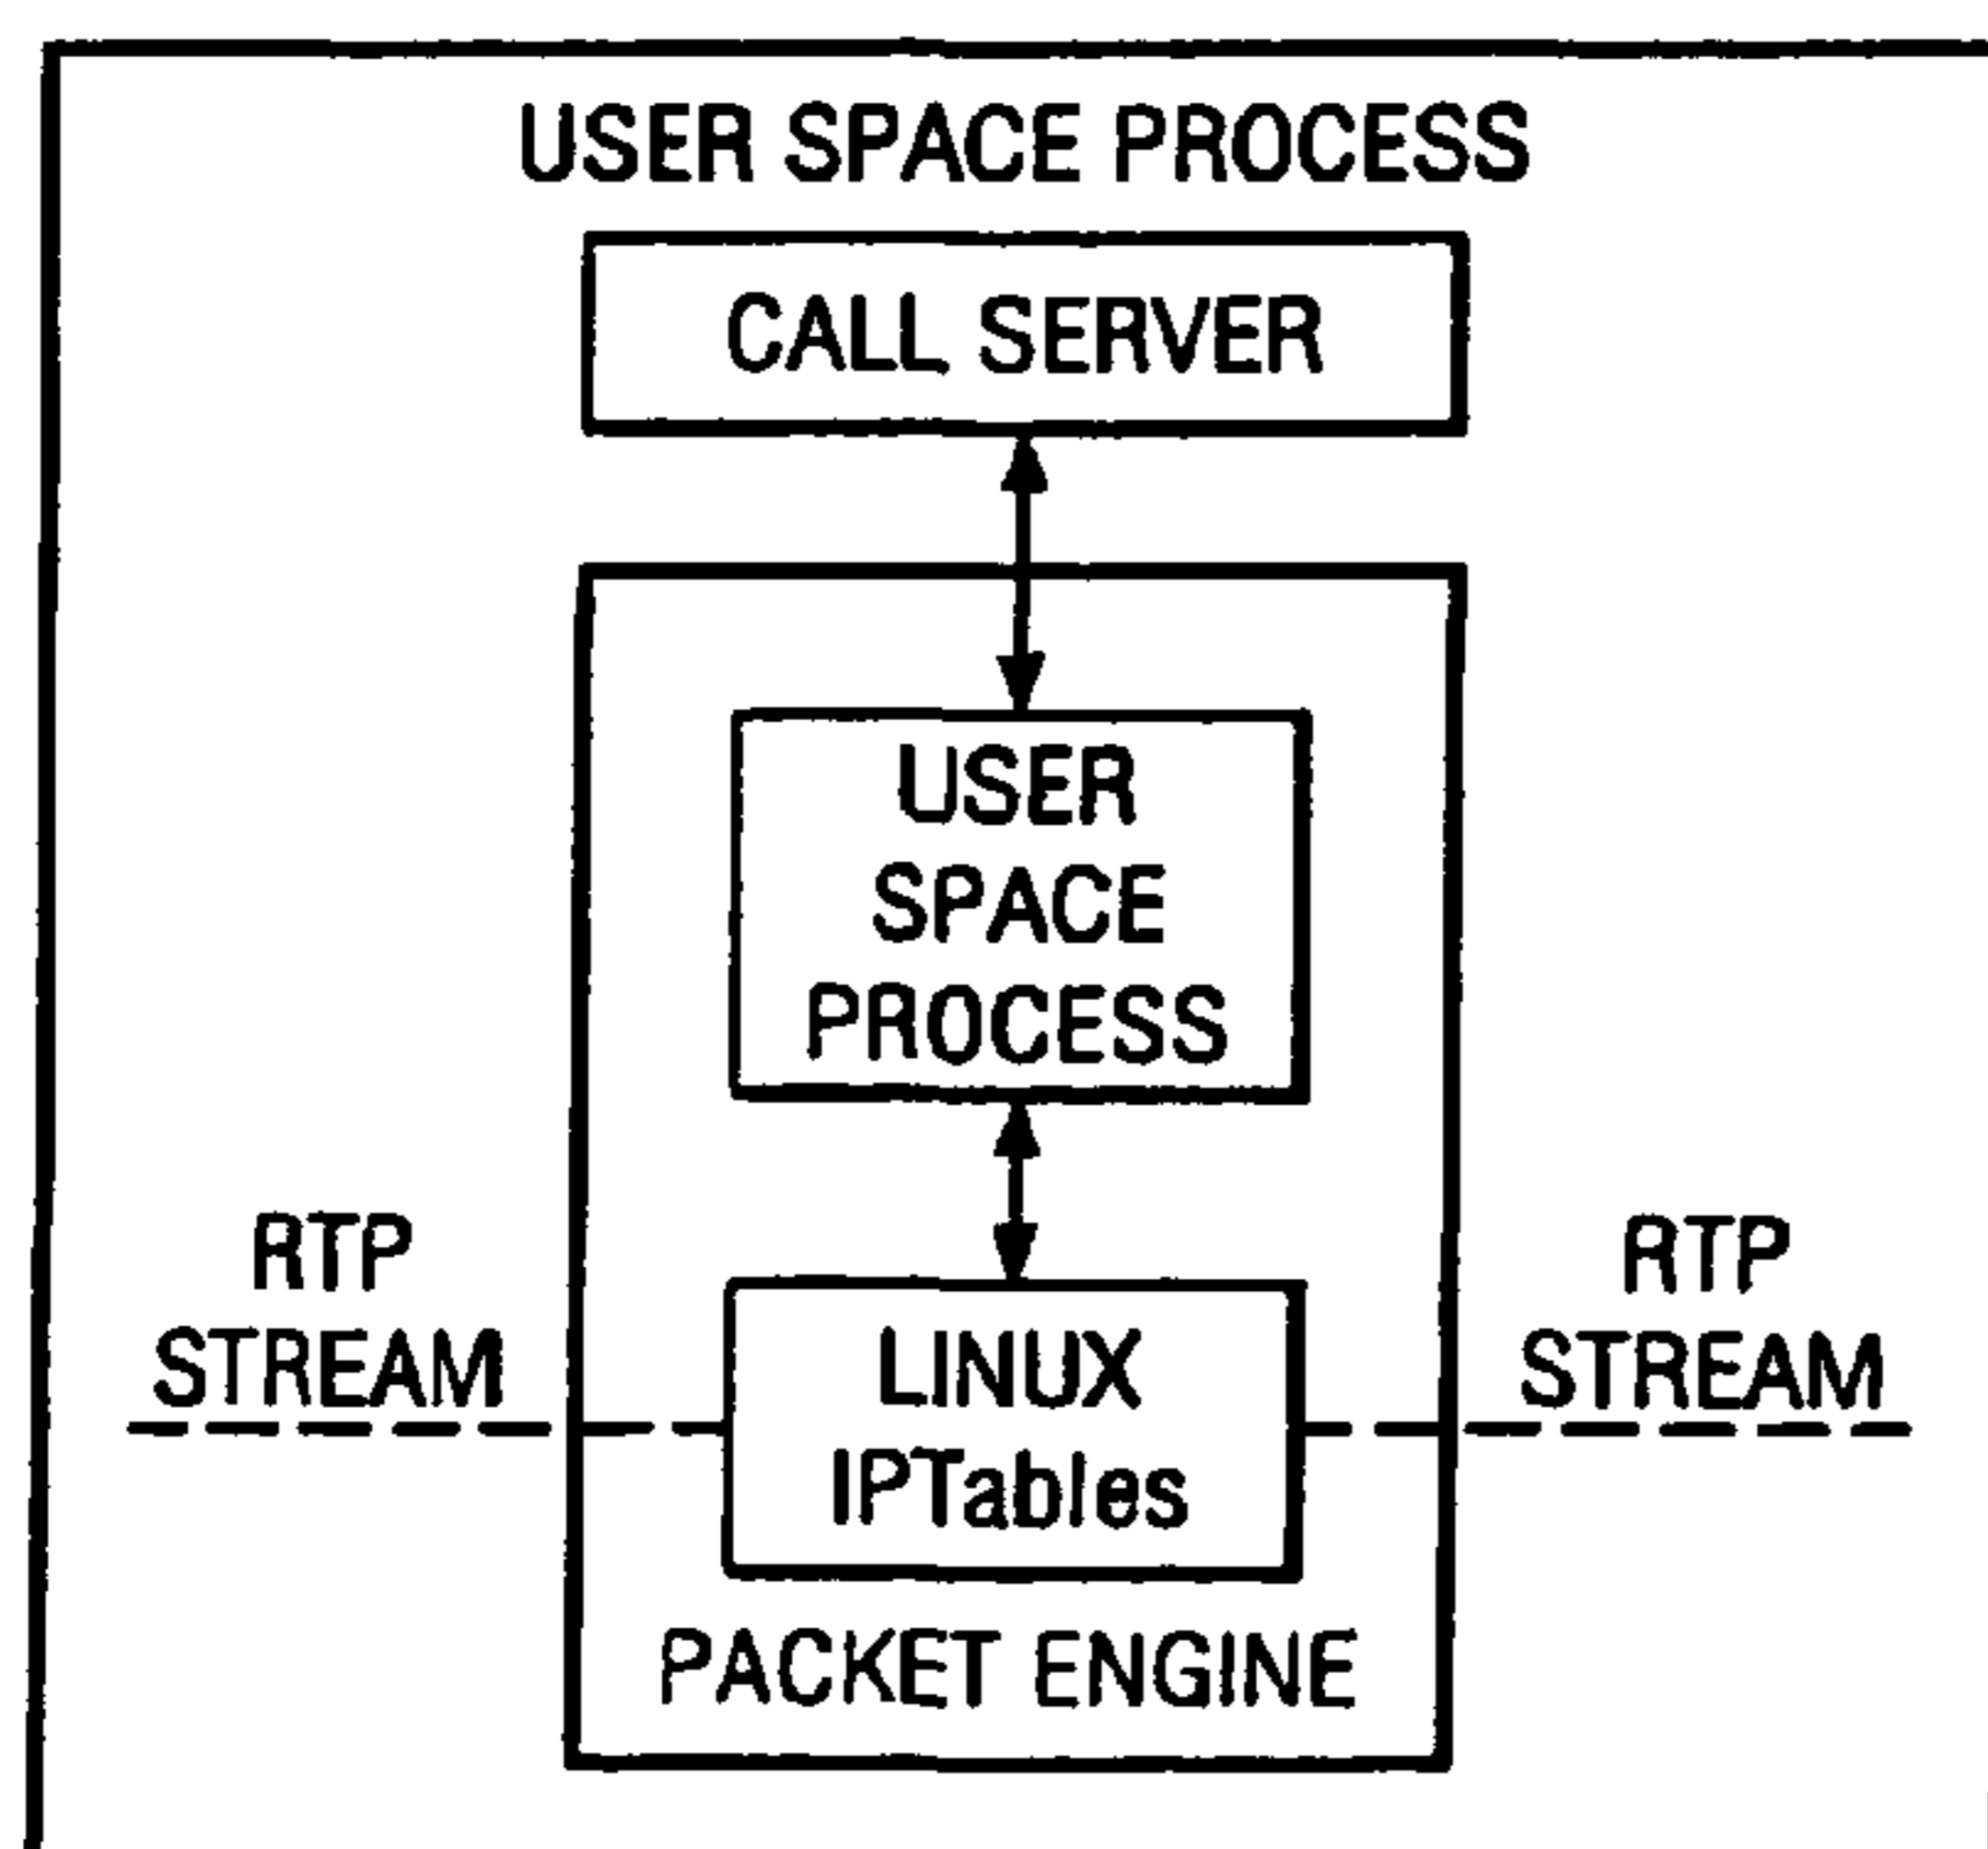 USER SPACE PROCESS
CALL SERVER
USER
SPACE
PROCESS
RTP
STREAM
LINUX
IPTables
RTP
STREAM
PACKET ENGINE